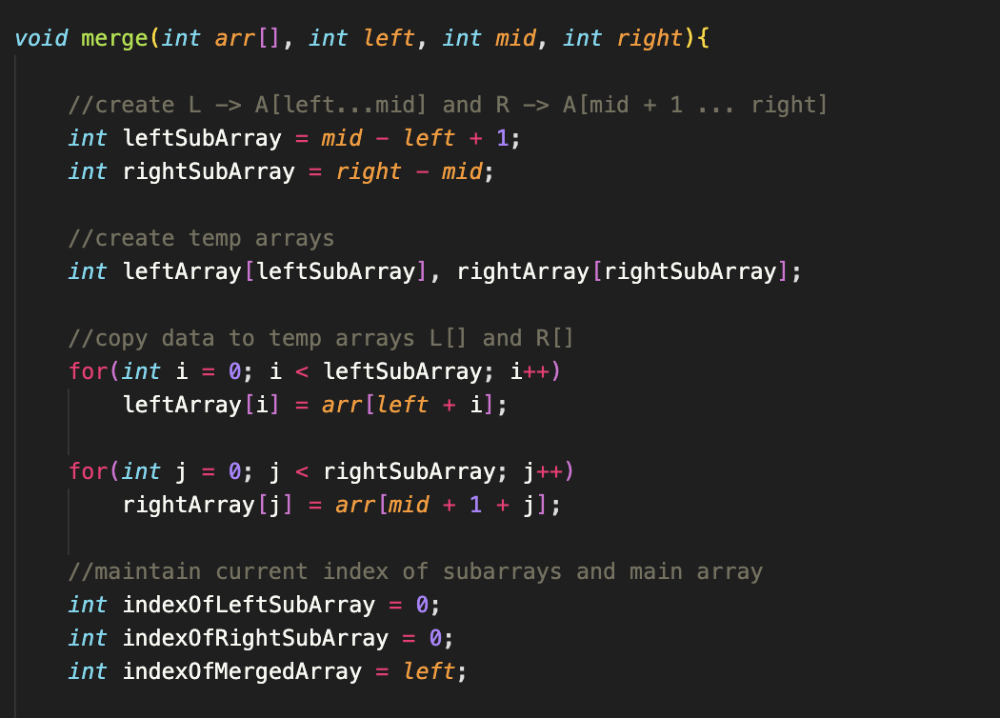 void merge(int arr[], int left, int mid, int right){
//create L -> A[left...mid] and R -> A[mid + 1 ... right]
int leftSubArray = mid - left + 1;
int rightSubArray = right - mid;
//create temp arrays
int leftArray[leftSubArray], rightArray[rightSubArray];
//copy data to temp arrays L[] and R[]
for(int i = 0; i < leftSubArray; i++)
leftArray[i] = arr[left + i];
for(int j = 0; j < rightSubArray; j++)
rightArray[j] = arr[mid + 1 + j];
//maintain current index of subarrays and main array
int indexOfLeftSubArray = 0;
int indexOfRightSubArray = 0;
int indexOfMergedArray = left;